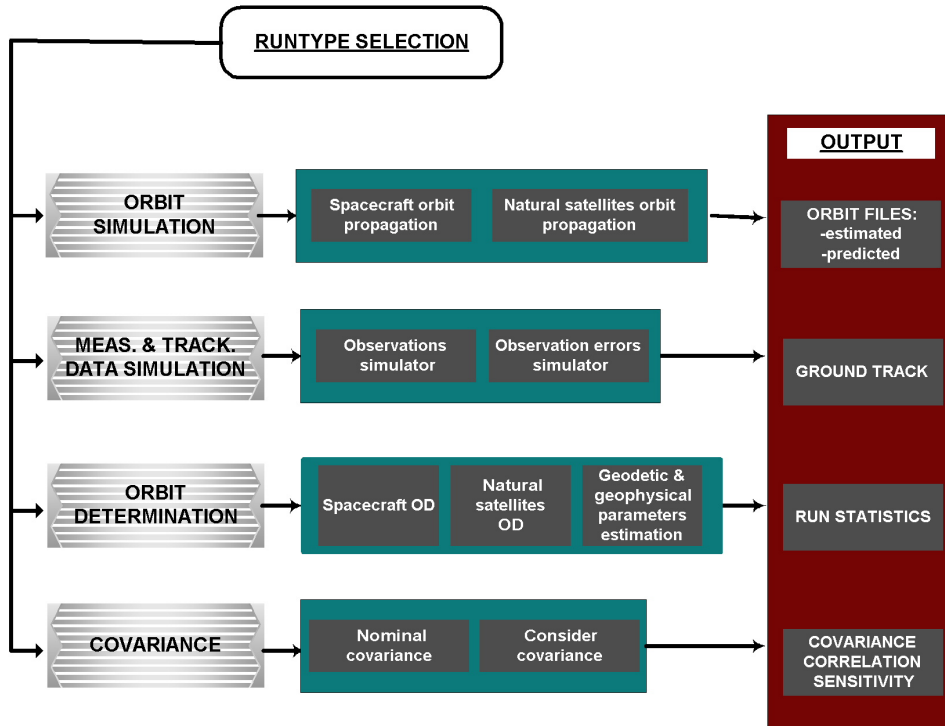 RUNTYPE SELECTION
OUTPUT
ORBIT
SIMULATION
Spacecraft orbit
propagation
Natural satellites orbit
propagation
ORBIT FILES:
-estimated
-predicted
MEAS. & TRACK.
DATA SIMULATION
Observations
simulator
Observation errors
simulator
GROUND TRACK
ORBIT
DETERMINATION
Spacecraft OD
Natural
satellites
OD
Geodetic &
geophysical
parameters
estimation
RUN STATISTICS
COVARIANCE
Nominal
covariance
Consider
covariance
COVARIANCE
CORRELATION
SENSITIVITY